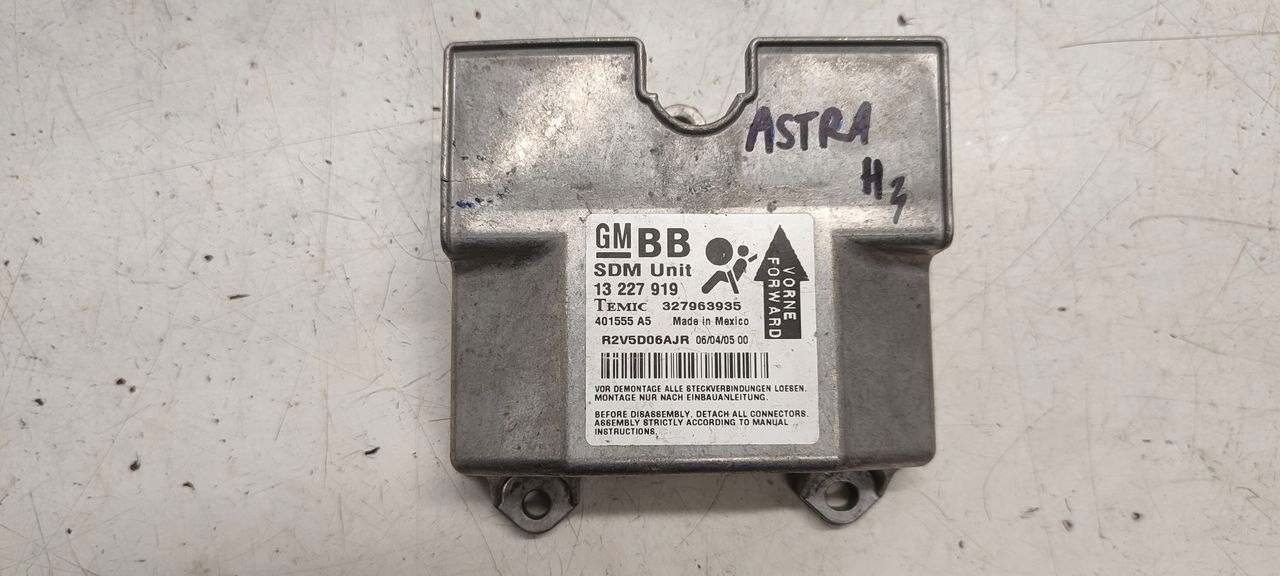 ASTRA
H
GM BB
SDM Unit
13 227 919
TEMIC 327963935
401555 A5 Made in Mexico
R2V5D06AJR 06/04/05 00
VORNE
FORWARD
VOR DEMONTAGE ALLE STECKVERBINDUNGEN LOESEN.
MONTAGE NUR NACH EINBAUANLEITUNG.
BEFORE DISASSEMBLY, DETACH ALL CONNECTORS.
ASSEMBLY STRICTLY ACCORDING TO MANUAL
INSTRUCTIONS.